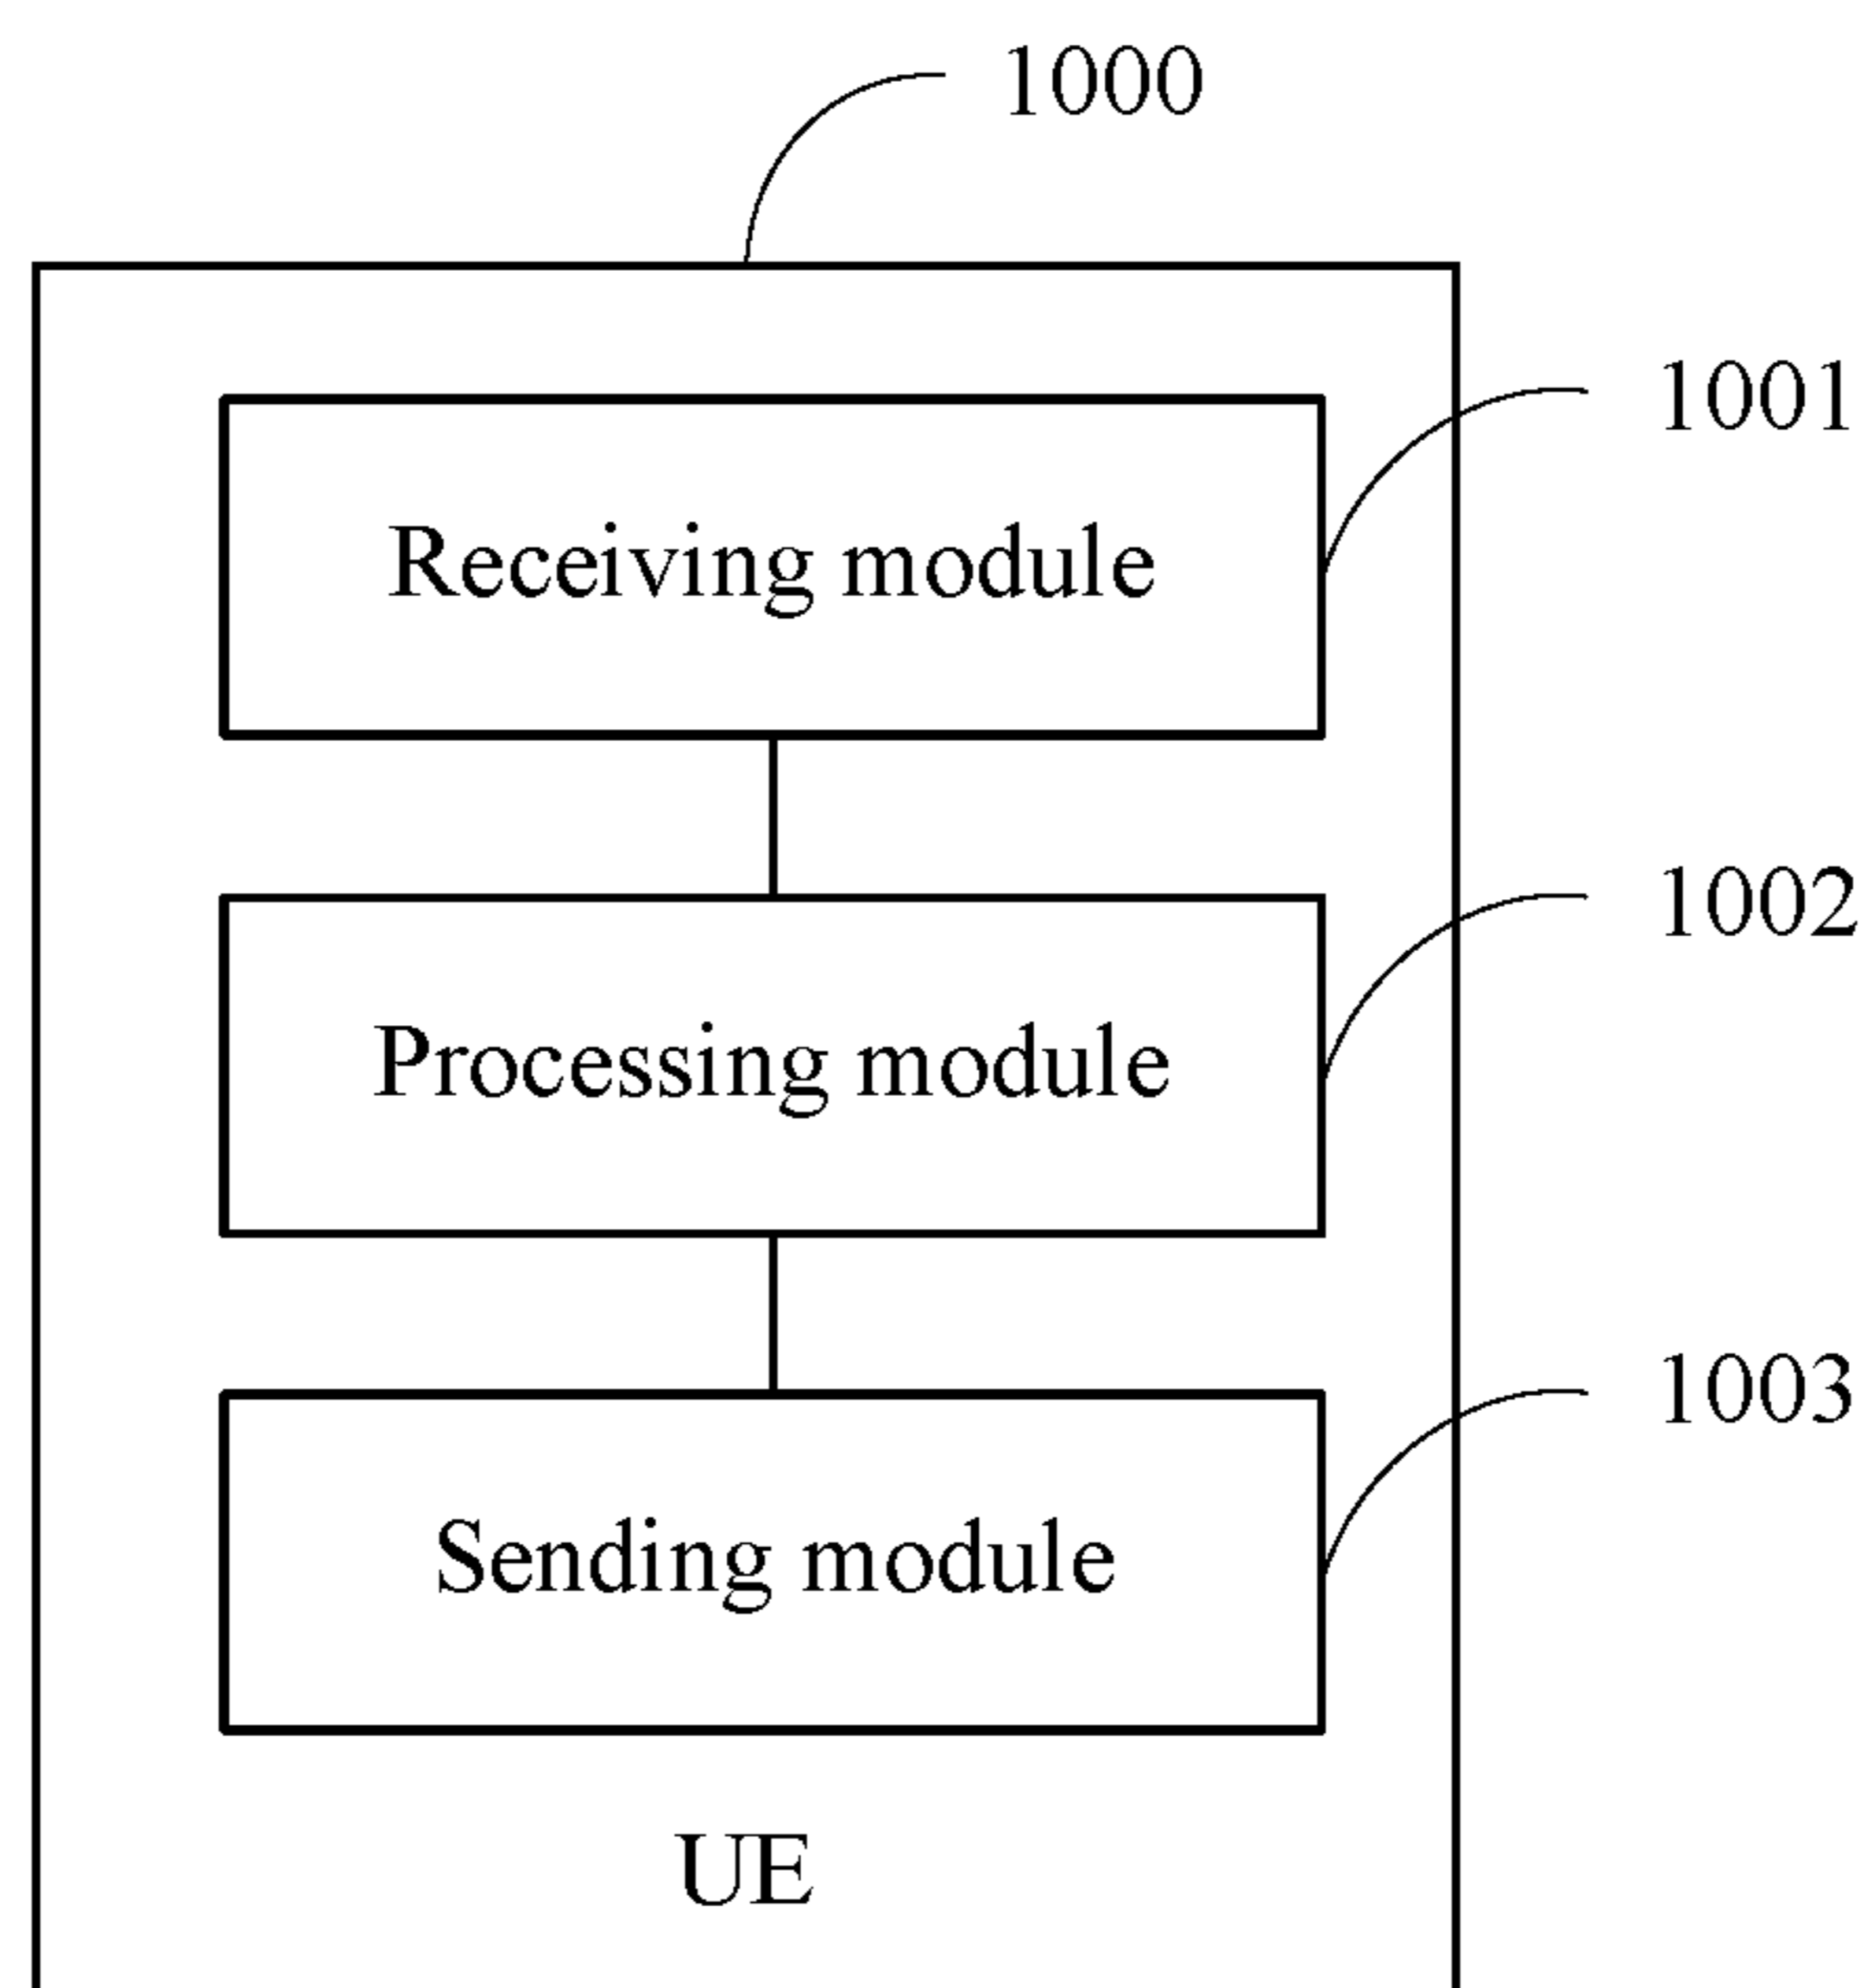 1000
1001
Receiving module
1002
Processing module
1003
Sending module
UE